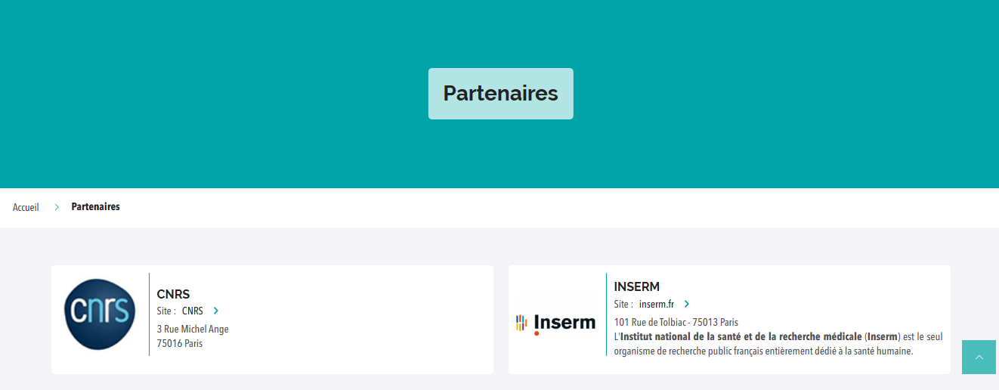 Partenaires
Accueil
Partenaires
cnrs
CNRS
Site : CNRS
3 Rue Michel Ange
75016 Paris
Inserm
INSERM
Site : inserm.fr
101 Rue de Tolbiac - 75013 Paris
L'Institut national de la santé et de la recherche médicale (Inserm) est le seul
organisme de recherche public français entièrement dédié à la santé humaine.